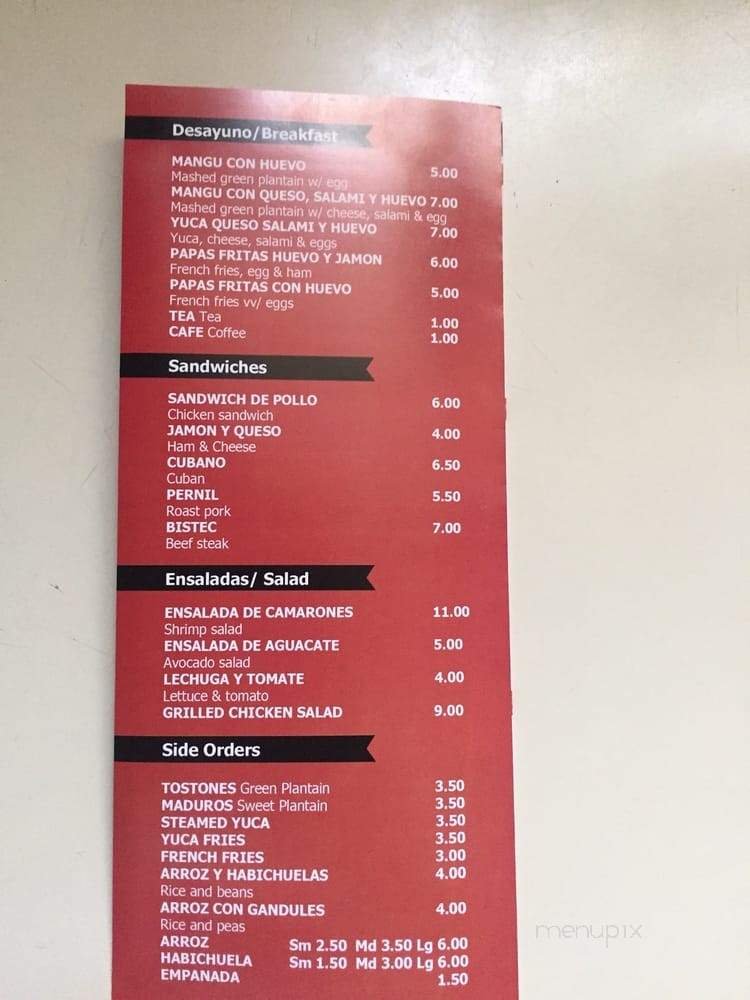 Desayuno/Breakfast
MANGU CON HUEVO 5.00
Mashed green plantain w/ egg
MANGU CON QUESO, SALAMI Y HUEVO 7.00
Mashed green plantain w/ cheese, salami & egg
YUCA QUESO SALAMI Y HUEVO 7.00
Yuca, cheese, salami & eggs
PAPAS FRITAS HUEVO Y JAMON 6.00
French fries, egg & ham
PAPAS FRITAS CON HUEVO 5.00
French fries vv/ eggs
TEA Tea 1.00
CAFE Coffee 1.00
Sandwiches
SANDWICH DE POLLO 6.00
Chicken sandwich
JAMON Y QUESO 4.00
Ham & Cheese
CUBANO 6.50
Cuban
PERNIL 5.50
Roast pork
BISTEC 7.00
Beef steak
Ensaladas/ Salad
ENSALADA DE CAMARONES 11.00
Shrimp salad
ENSALADA DE AGUACATE 5.00
Avocado salad
LECHUGA Y TOMATE 4.00
Lettuce & tomato
GRILLED CHICKEN SALAD 9.00
Side Orders
TOSTONES Green Plantain 3.50
MADUROS Sweet Plantain 3.50
STEAMED YUCA 3.50
YUCA FRIES 3.50
FRENCH FRIES 3.00
ARROZ Y HABICHUELAS 4.00
Rice and beans
ARROZ CON GANDULES 4.00
Rice and peas
ARROZ Sm 2.50 Md 3.50 Lg 6.00
HABICHUELA Sm 1.50 Md 3.00 Lg 6.00
EMPANADA 1.50
menupix